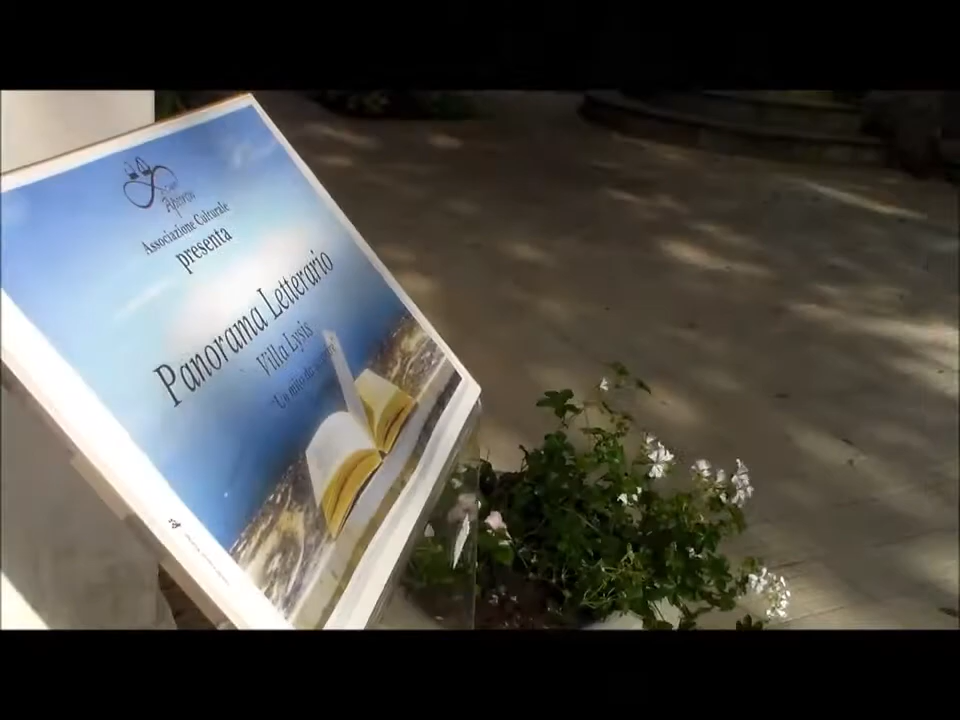 Associazione Culturale
presenta
Panorama Letterario
Villa Lysis